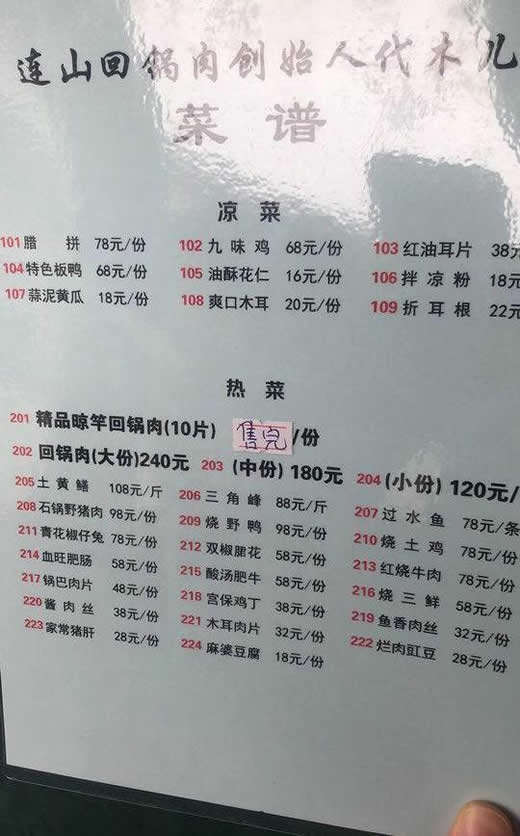 连山回锅肉创始人代木儿
菜 谱
凉 菜
101 腊 拼 78元/份 102 九 味 鸡 68元/份 103 红油耳片 38元
104 特色板鸭 68元/份 105 油酥花仁 16元/份 106 拌 凉 粉 18元
107 蒜泥黄瓜 18元/份 108 爽口木耳 20元/份 109 折 耳 根 22元
热 菜
201 精品晾竿回锅肉(10片) 售完/份
202 回锅肉(大份)240元 203 (中份) 180元 204 (小份) 120元/
205 土 黄 鳝 108元/斤 206 三 角 峰 88元/斤 207 过 水 鱼 78元/条
208 石锅野猪肉 98元/份 209 烧 野 鸭 98元/份 210 烧 土 鸡 78元/份
211 青花椒仔兔 78元/份 212 双椒腰花 58元/份 213 红烧牛肉 78元/份
214 血旺肥肠 58元/份 215 酸汤肥牛 58元/份 216 烧 三 鲜 58元/份
217 锅巴肉片 48元/份 218 宫保鸡丁 38元/份 219 鱼香肉丝 32元/份
220 酱 肉 丝 38元/份 221 木耳肉片 32元/份 222 烂肉豇豆 28元/份
223 家常猪肝 28元/份 224 麻婆豆腐 18元/份